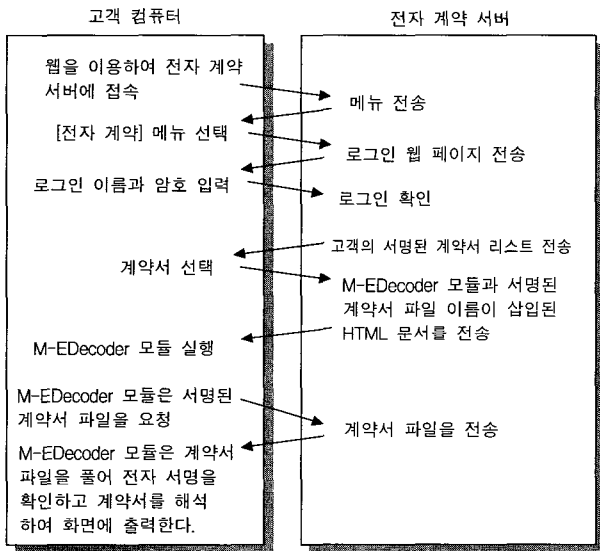 고객 컴퓨터
전자 계약 서버
웹을 이용하여 전자 계약
서버에 접속
메뉴 전송
[전자 계약] 메뉴 선택
로그인 웹 페이지 전송
로그인 이름과 암호 입력
로그인 확인
고객의 서명된 계약서 리스트 전송
계약서 선택
M-EDecoder 모듈과 서명된
계약서 파일 이름이 삽입된
HTML 문서를 전송
M-EDecoder 모듈 실행
M-EDecoder 모듈은 서명된
계약서 파일을 요청
계약서 파일을 전송
M-EDecoder 모듈은 계약서
파일을 풀어 전자 서명을
확인하고 계약서를 해석
하여 화면에 출력한다.